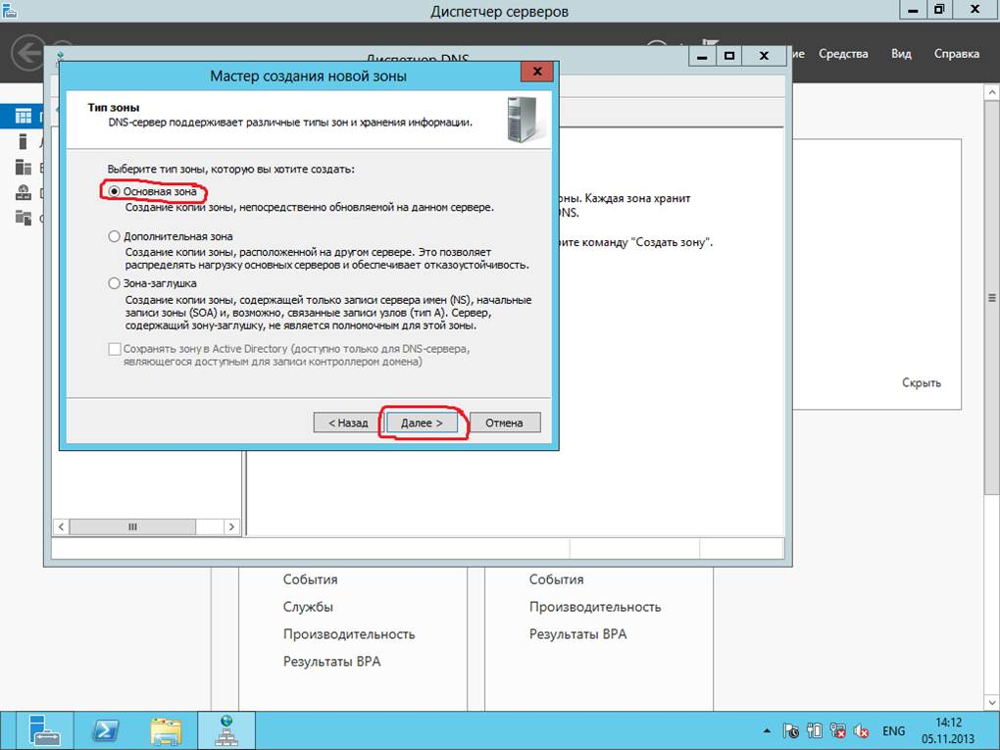 Диспетчер серверов
Средства Вид Справка
Диспетчер DNS
Мастер создания новой зоны
Тип зоны
DNS-сервер поддерживает различные типы зон и хранения информации.
Выберите тип зоны, которую вы хотите создать:
Основная зона
Создание копии зоны, непосредственно обновляемой на данном сервере.
Дополнительная зона
Создание копии зоны, расположенной на другом сервере. Это позволяет
распределять нагрузку основных серверов и обеспечивает отказоустойчивость.
Зона-заглушка
Создание копии зоны, содержащей только записи сервера имен (NS), начальные
записи зоны (SOA) и, возможно, связанные записи узлов (тип A). Сервер,
содержащий зону-заглушку, не является полномочным для этой зоны.
Сохранять зону в Active Directory (доступно только для DNS-сервера,
являющегося доступным для записи контроллером домена)
< Назад Далее > Отмена
оны. Каждая зона хранит
NS.
рите команду "Создать зону".
Скрыть
События
Службы
Производительность
Результаты BPA
События
Производительность
Результаты BPA
ENG
14:12
05.11.2013